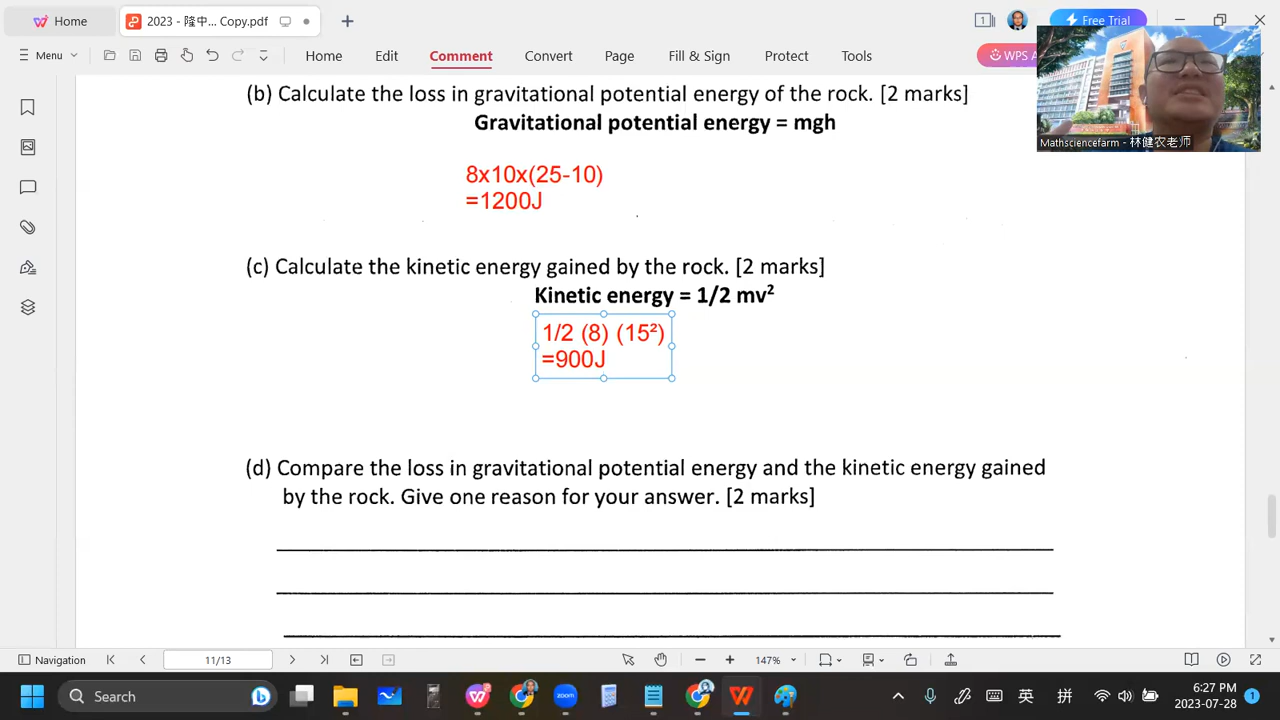 Home
2023 - 隆中... Copy.pdf
1
Free Trial
Menu
Home
Edit
Comment
Convert
Page
Fill & Sign
Protect
Tools
WPS A
(b) Calculate the loss in gravitational potential energy of the rock. [2 marks]
Gravitational potential energy = mgh
8x10x(25-10)
=1200J
(c) Calculate the kinetic energy gained by the rock. [2 marks]
Kinetic energy = 1/2 mv²
1/2 (8) (15²)
=900J
(d) Compare the loss in gravitational potential energy and the kinetic energy gained
by the rock. Give one reason for your answer. [2 marks]
Mathsciencefarm - 林健农老师
Navigation
11/13
147%
Search
zoom
英
拼
6:27 PM
2023-07-28
1